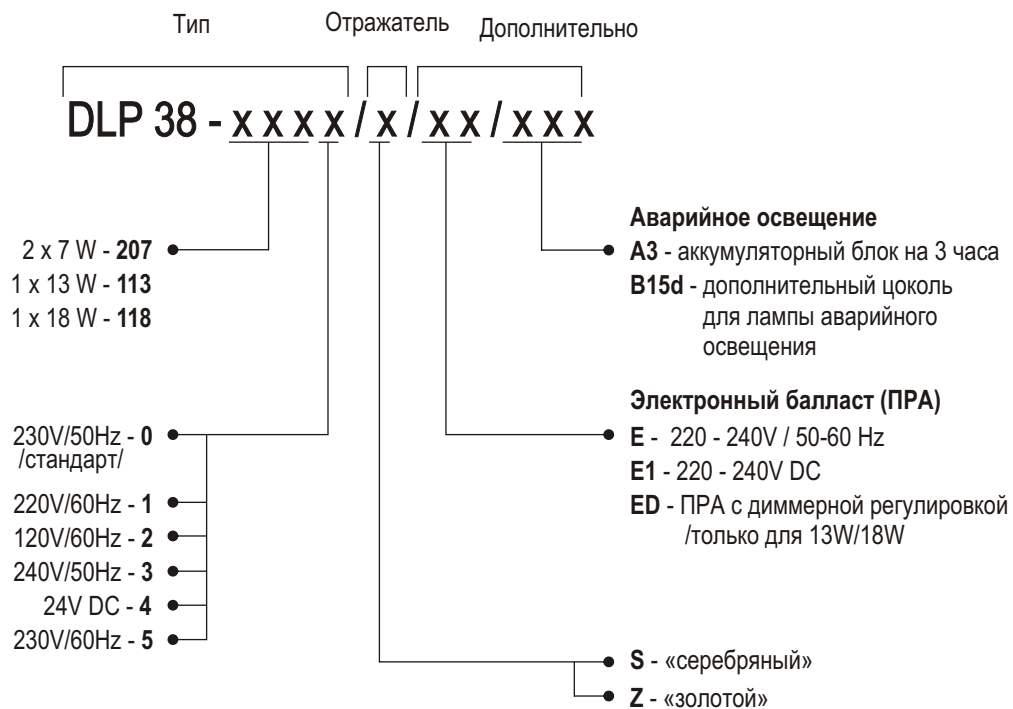 Тип
Отражатель
Дополнительно
DLP 38 - x x x x / x / x x / x x x
2 x 7 W - 207
1 x 13 W - 113
1 x 18 W - 118
230V/50Hz - 0
/стандарт/
220V/60Hz - 1
120V/60Hz - 2
240V/50Hz - 3
24V DC - 4
230V/60Hz - 5
Аварийное освещение
A3 - аккумуляторный блок на 3 часа
B15d - дополнительный цоколь
для лампы аварийного
освещения
Электронный балласт (ПРА)
E - 220 - 240V / 50-60 Hz
E1 - 220 - 240V DC
ED - ПРА с диммерной регулировкой
/только для 13W/18W
S - «серебряный»
Z - «золотой»